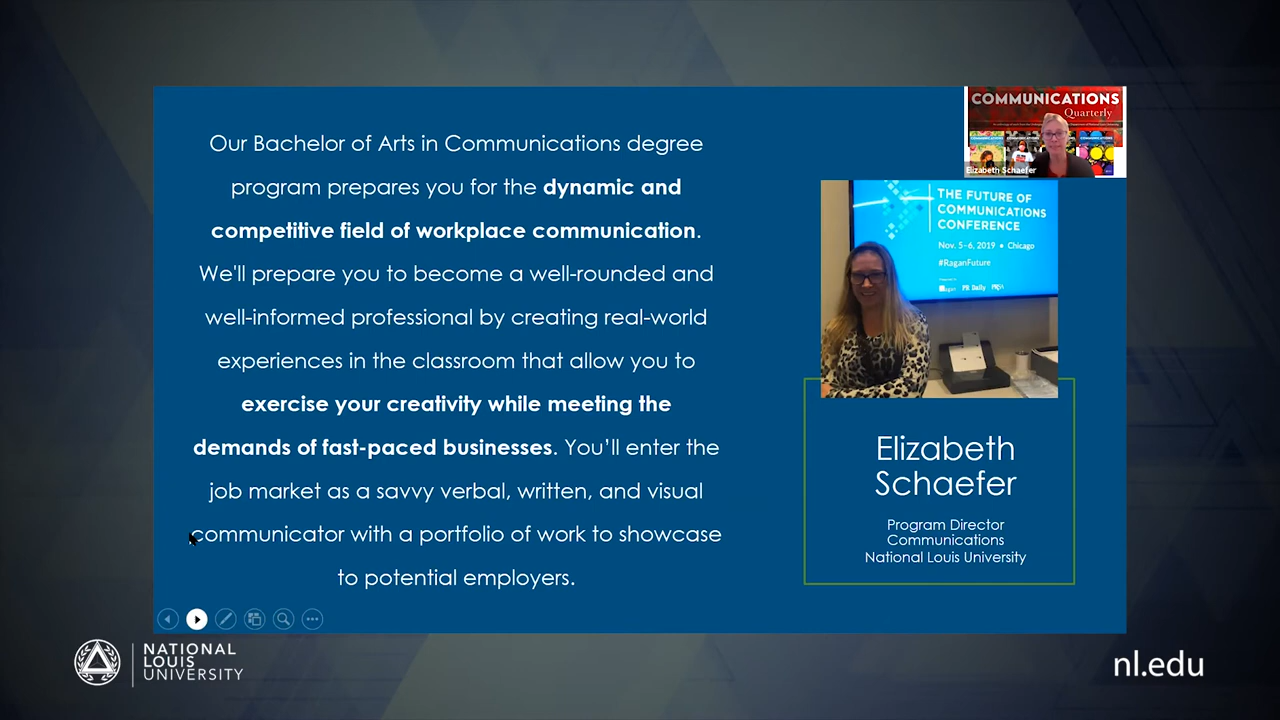 Our Bachelor of Arts in Communications degree
program prepares you for the dynamic and
competitive field of workplace communication.
We'll prepare you to become a well-rounded and
well-informed professional by creating real-world
experiences in the classroom that allow you to
exercise your creativity while meeting the
demands of fast-paced businesses. You’ll enter the
job market as a savvy verbal, written, and visual
communicator with a portfolio of work to showcase
to potential employers.
COMMUNICATIONS
Quarterly
Elizabeth Schaefer
THE FUTURE OF
COMMUNICATIONS
CONFERENCE
Nov. 5-6, 2019 • Chicago
#RaganFuture
PR Daily
Elizabeth
Schaefer
Program Director
Communications
National Louis University
NATIONAL
LOUIS
UNIVERSITY
nl.edu